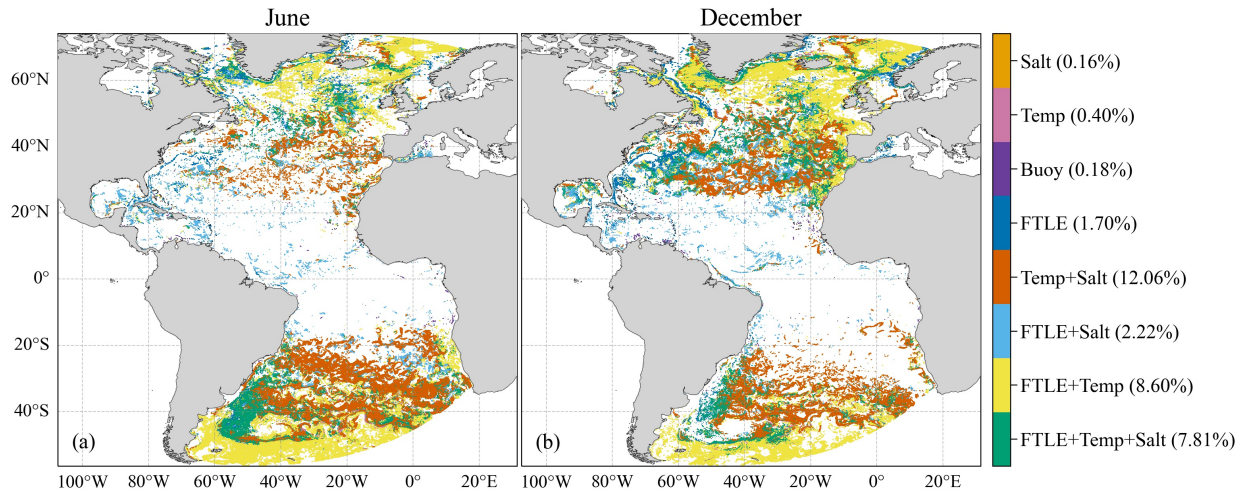 June
December
60°N
40°N
20°N
0°
20°S
40°S
(a)
(b)
100°W 80°W 60°W 40°W 20°W 0° 20°E
100°W 80°W 60°W 40°W 20°W 0° 20°E
Salt (0.16%)
Temp (0.40%)
Buoy (0.18%)
FTLE (1.70%)
Temp+Salt (12.06%)
FTLE+Salt (2.22%)
FTLE+Temp (8.60%)
FTLE+Temp+Salt (7.81%)